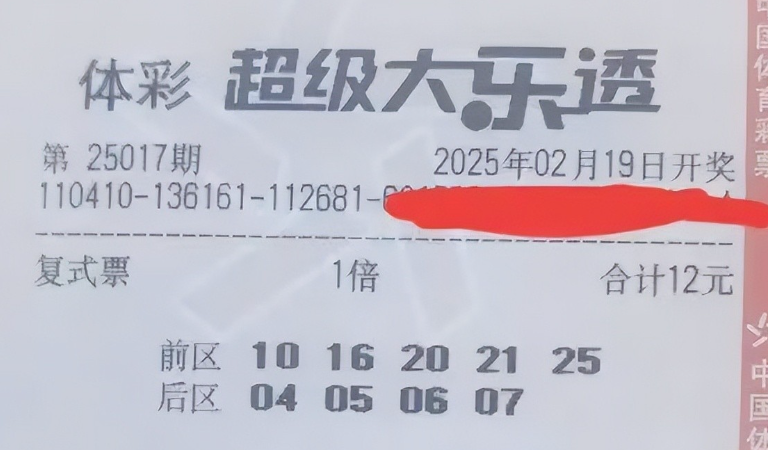 体彩 超级大乐透
第 25017期 2025年02月19日开奖
110410-136161-112681-
复式票 1倍 合计12元
前区 10 16 20 21 25
后区 04 05 06 07
中国体育彩票
中国体